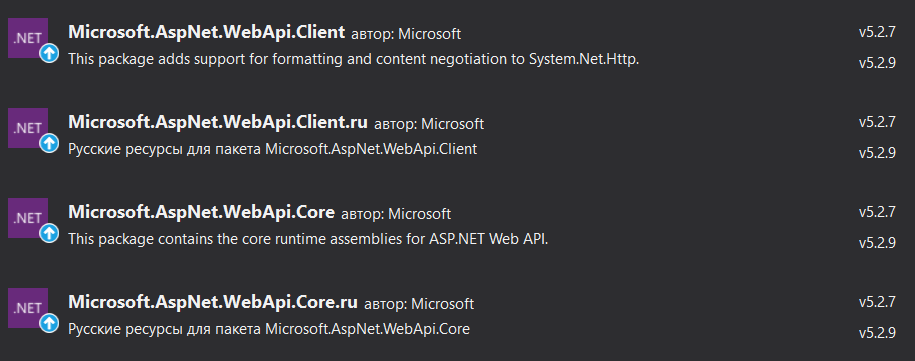 .NET Microsoft.AspNet.WebApi.Client автор: Microsoft v5.2.7
This package adds support for formatting and content negotiation to System.Net.Http. v5.2.9
.NET Microsoft.AspNet.WebApi.Client.ru автор: Microsoft v5.2.7
Русские ресурсы для пакета Microsoft.AspNet.WebApi.Client v5.2.9
.NET Microsoft.AspNet.WebApi.Core автор: Microsoft v5.2.7
This package contains the core runtime assemblies for ASP.NET Web API. v5.2.9
.NET Microsoft.AspNet.WebApi.Core.ru автор: Microsoft v5.2.7
Русские ресурсы для пакета Microsoft.AspNet.WebApi.Core v5.2.9